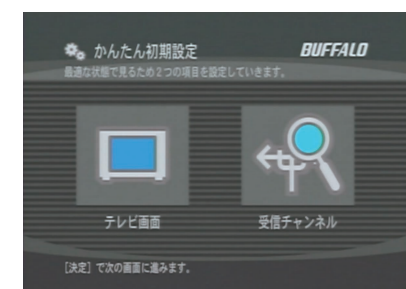 かんたん初期設定
BUFFALO
最適な状態で見るため2つの項目を設定していきます。
テレビ画面
受信チャンネル
[決定] で次の画面に進みます。